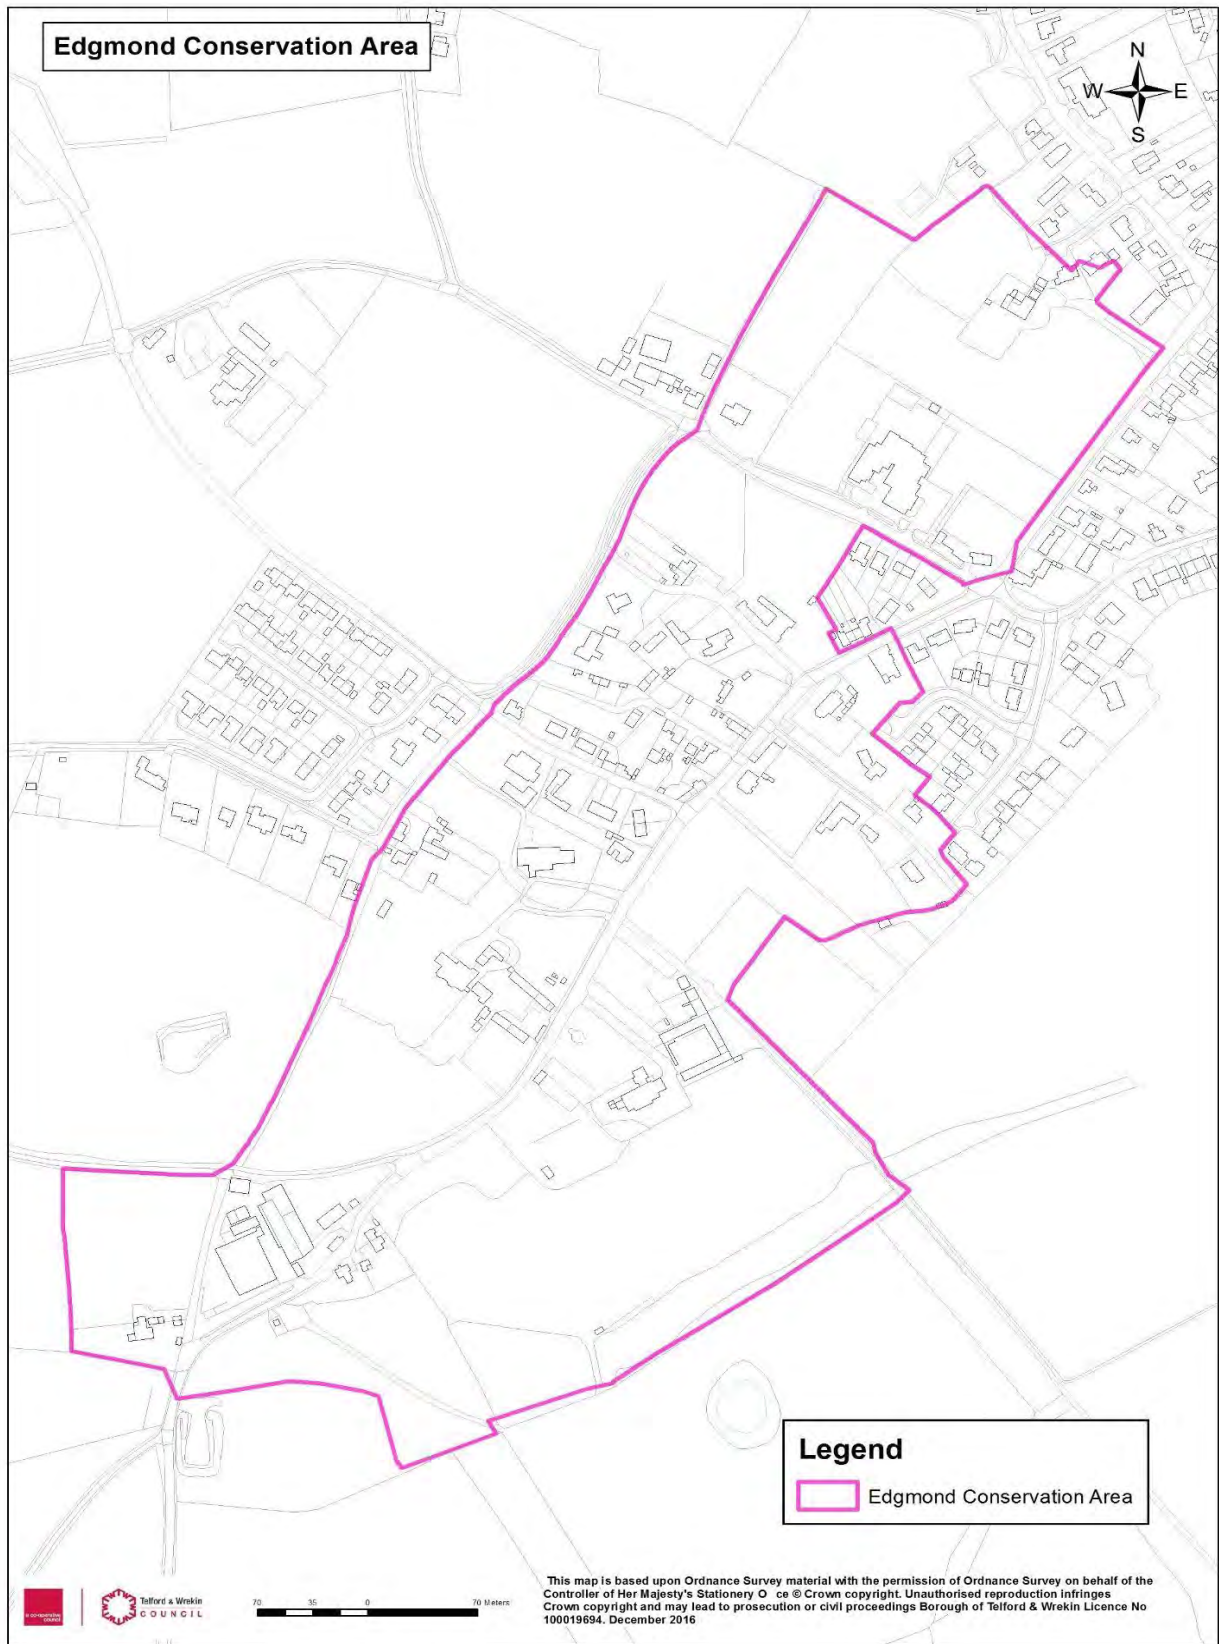 Edgmond Conservation Area
N
W E
S
Legend
Edgmond Conservation Area
a co-operative
council
Telford & Wrekin
COUNCIL
70 35 0 70 Meters
This map is based upon Ordnance Survey material with the permission of Ordnance Survey on behalf of the
Controller of Her Majesty's Stationery O ce © Crown copyright. Unauthorised reproduction infringes
Crown copyright and may lead to prosecution or civil proceedings Borough of Telford & Wrekin Licence No
100019694. December 2016